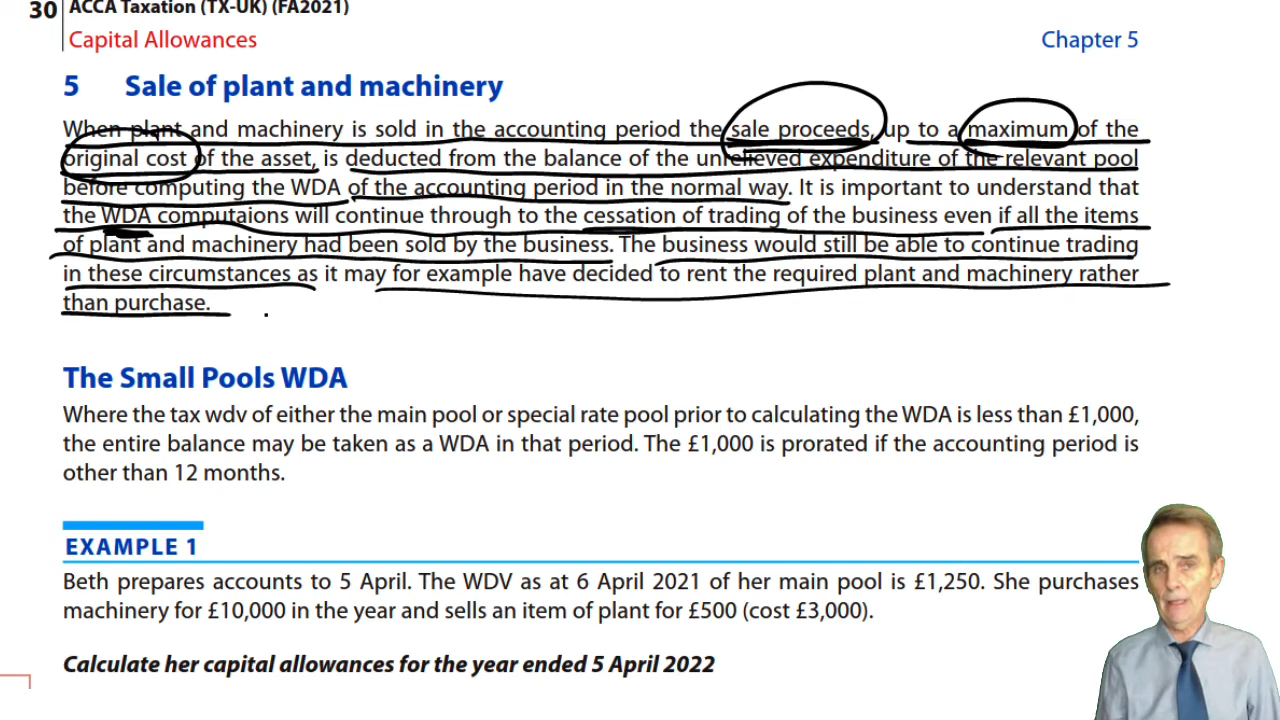 30 ACCA Taxation (TX-UK) (FA2021)
Capital Allowances Chapter 5
5 Sale of plant and machinery
When plant and machinery is sold in the accounting period the sale proceeds, up to a maximum of the
original cost of the asset, is deducted from the balance of the unrelieved expenditure of the relevant pool
before computing the WDA of the accounting period in the normal way. It is important to understand that
the WDA computaions will continue through to the cessation of trading of the business even if all the items
of plant and machinery had been sold by the business. The business would still be able to continue trading
in these circumstances as it may for example have decided to rent the required plant and machinery rather
than purchase.
The Small Pools WDA
Where the tax wdv of either the main pool or special rate pool prior to calculating the WDA is less than £1,000,
the entire balance may be taken as a WDA in that period. The £1,000 is prorated if the accounting period is
other than 12 months.
EXAMPLE 1
Beth prepares accounts to 5 April. The WDV as at 6 April 2021 of her main pool is £1,250. She purchases
machinery for £10,000 in the year and sells an item of plant for £500 (cost £3,000).
Calculate her capital allowances for the year ended 5 April 2022